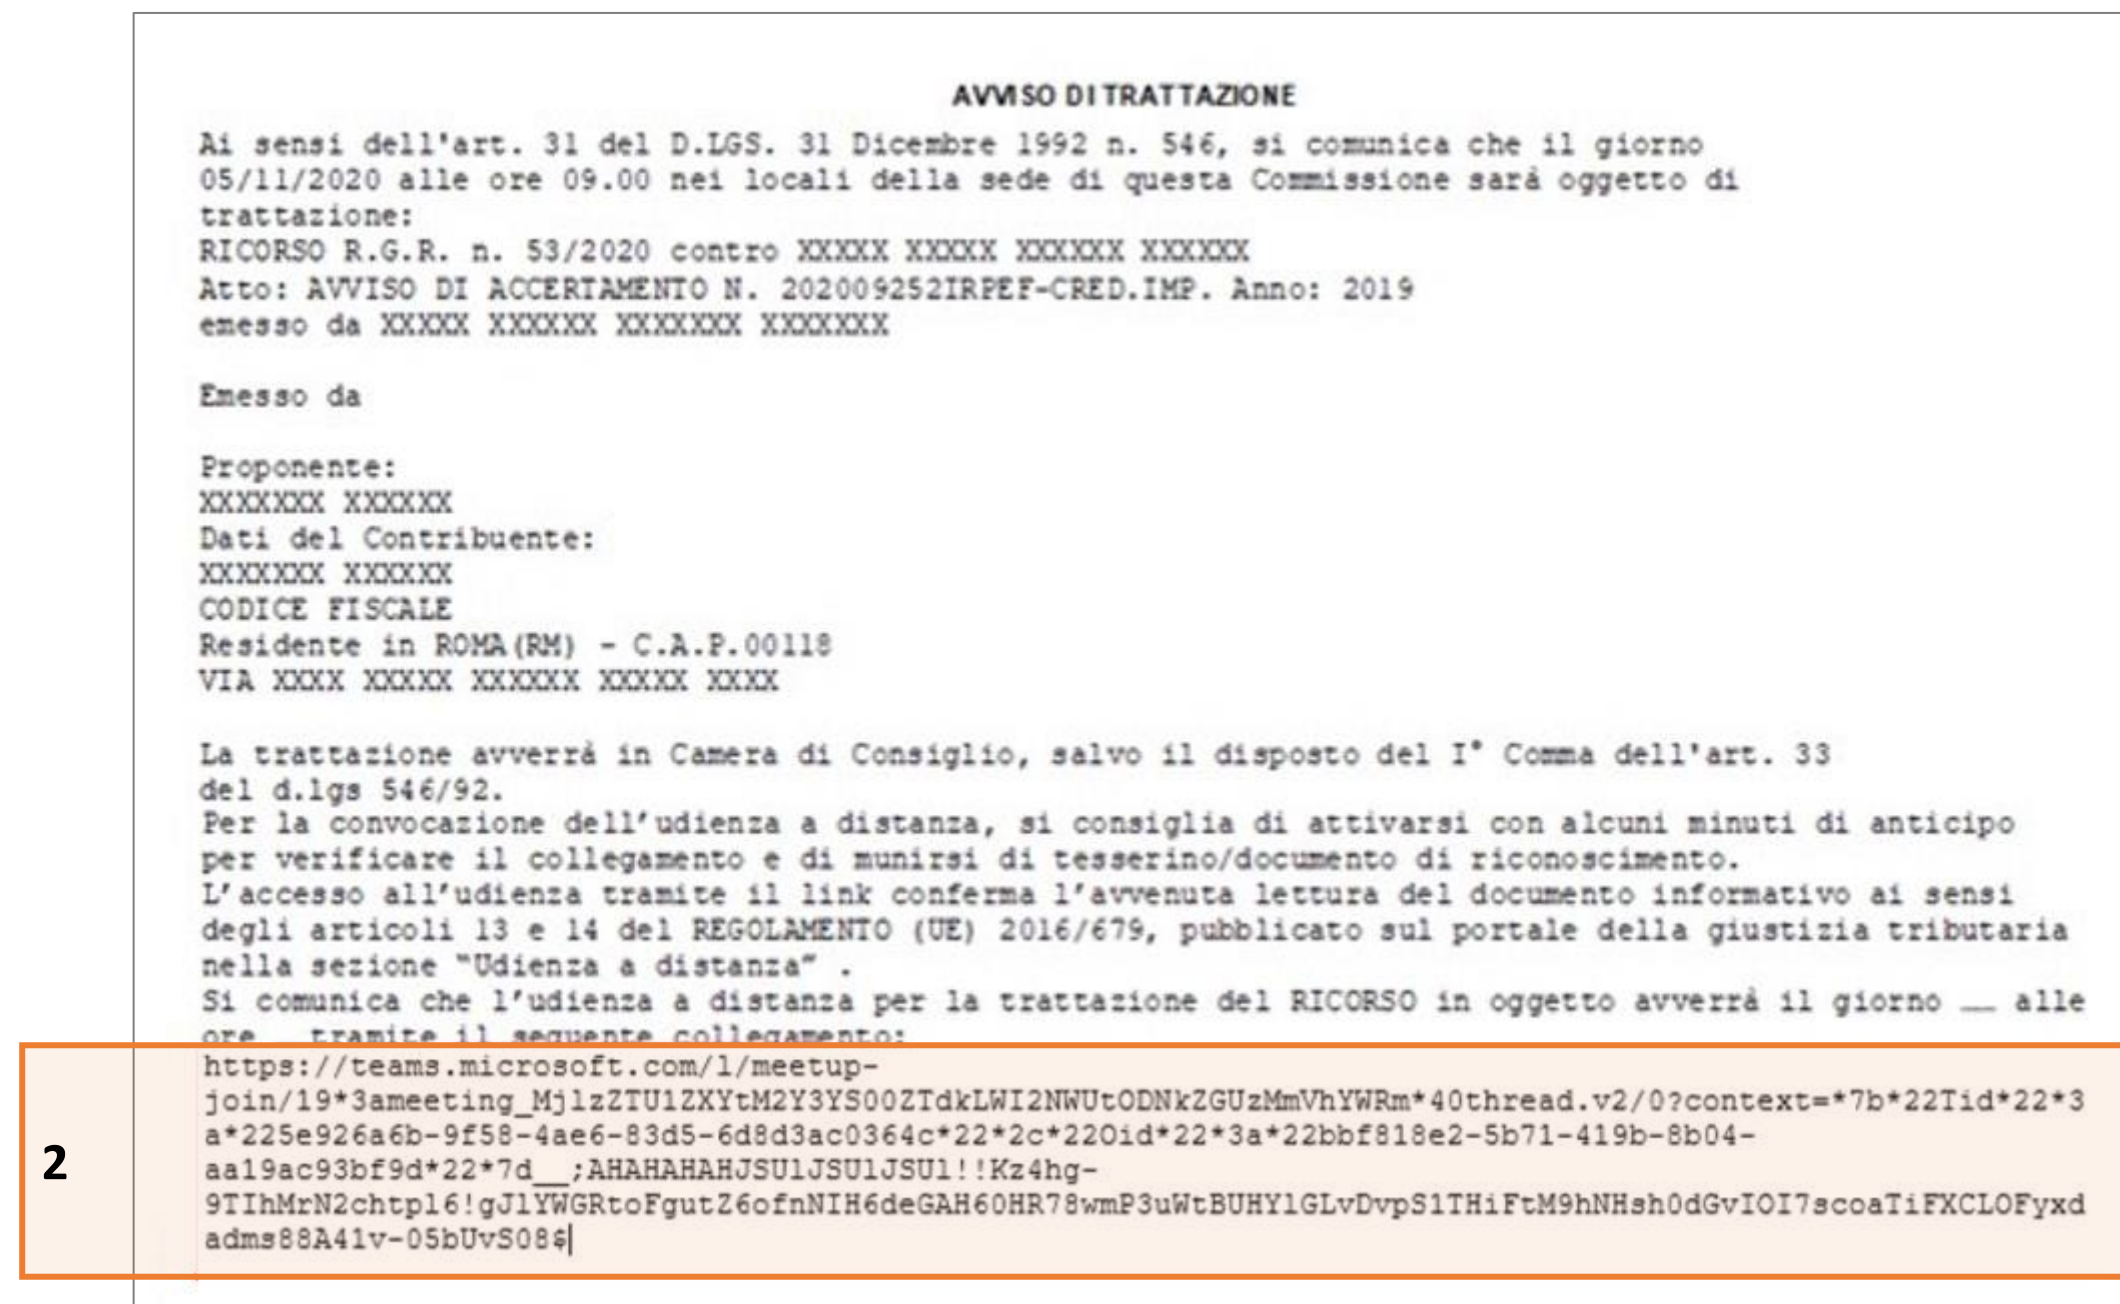 AVVISO DI TRATTAZIONE
Ai sensi dell'art. 31 del D.LGS. 31 Dicembre 1992 n. 546, si comunica che il giorno
05/11/2020 alle ore 09.00 nei locali della sede di questa Commissione sarà oggetto di
trattazione:
RICORSO R.G.R. n. 53/2020 contro XXXXX XXXXX XXXXXX XXXXXX
Atto: AVVISO DI ACCERTAMENTO N. 202009252IRPEF-CRED.IMP. Anno: 2019
emesso da XXXXX XXXXXX XXXXXXX XXXXXXX
Emesso da
Proponente:
XXXXXXX XXXXXX
Dati del Contribuente:
XXXXXXX XXXXXX
CODICE FISCALE
Residente in ROMA(RM) - C.A.P.00118
VIA XXXX XXXXX XXXXXX XXXXX XXXX
La trattazione avverrà in Camera di Consiglio, salvo il disposto del I° Comma dell'art. 33
del d.lgs 546/92.
Per la convocazione dell'udienza a distanza, si consiglia di attivarsi con alcuni minuti di anticipo
per verificare il collegamento e di munirsi di tesserino/documento di riconoscimento.
L'accesso all'udienza tramite il link conferma l'avvenuta lettura del documento informativo ai sensi
degli articoli 13 e 14 del REGOLAMENTO (UE) 2016/679, pubblicato sul portale della giustizia tributaria
nella sezione "Udienza a distanza" .
Si comunica che l'udienza a distanza per la trattazione del RICORSO in oggetto avverrà il giorno __ alle
ore _ tramite il seguente collegamento:
https://teams.microsoft.com/l/meetup-
join/19*3ameeting_MjlzZTU1ZXYtM2Y3YS00ZTdkLWI2NWUtODNkZGUzMmVhYWRm*40thread.v2/0?context=*7b*22Tid*22*3
a*225e926a6b-9f58-4ae6-83d5-6d8d3ac0364c*22*2c*22Oid*22*3a*22bbf818e2-5b71-419b-8b04-
aa19ac93bf9d*22*7d__;AHAHAHAHJSUlJSUlJSUl!!Kz4hg-
9TIhMrN2chtpl6!gJlYWGRtoFgutZ6ofnNIH6deGAH60HR78wmP3uWtBUHYlGLvDvpS1THiFtM9hNHsh0dGvIOI7scoaTiFXCLOFyxd
adms88A41v-05bUvS08$
2